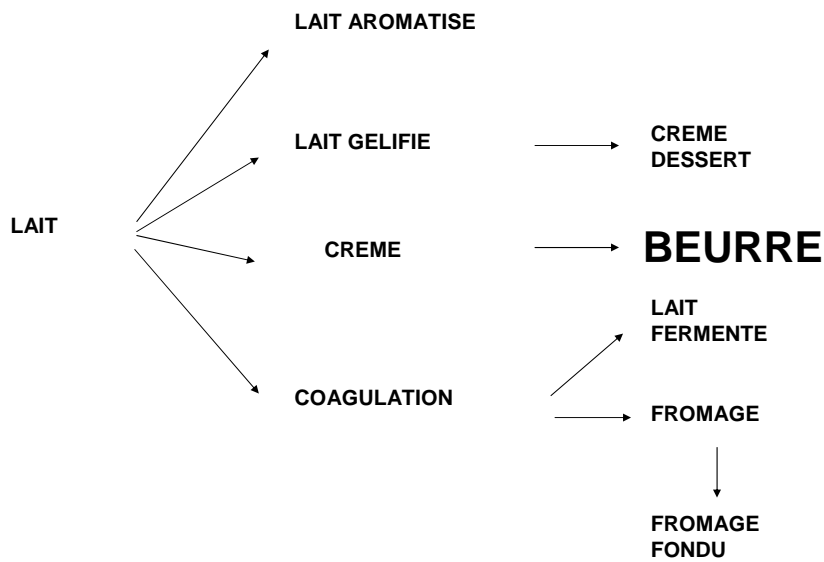 LAIT AROMATISE
LAIT GELIFIE
CREME
DESSERT
LAIT
CREME
BEURRE
LAIT
FERMENTE
COAGULATION
FROMAGE
FROMAGE
FONDU